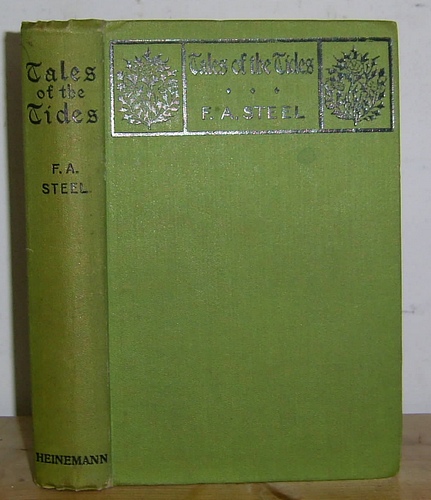 Tales
of the
Tides
F. A.
STEEL
HEINEMANN
Tales of the Tides
F. A. STEEL